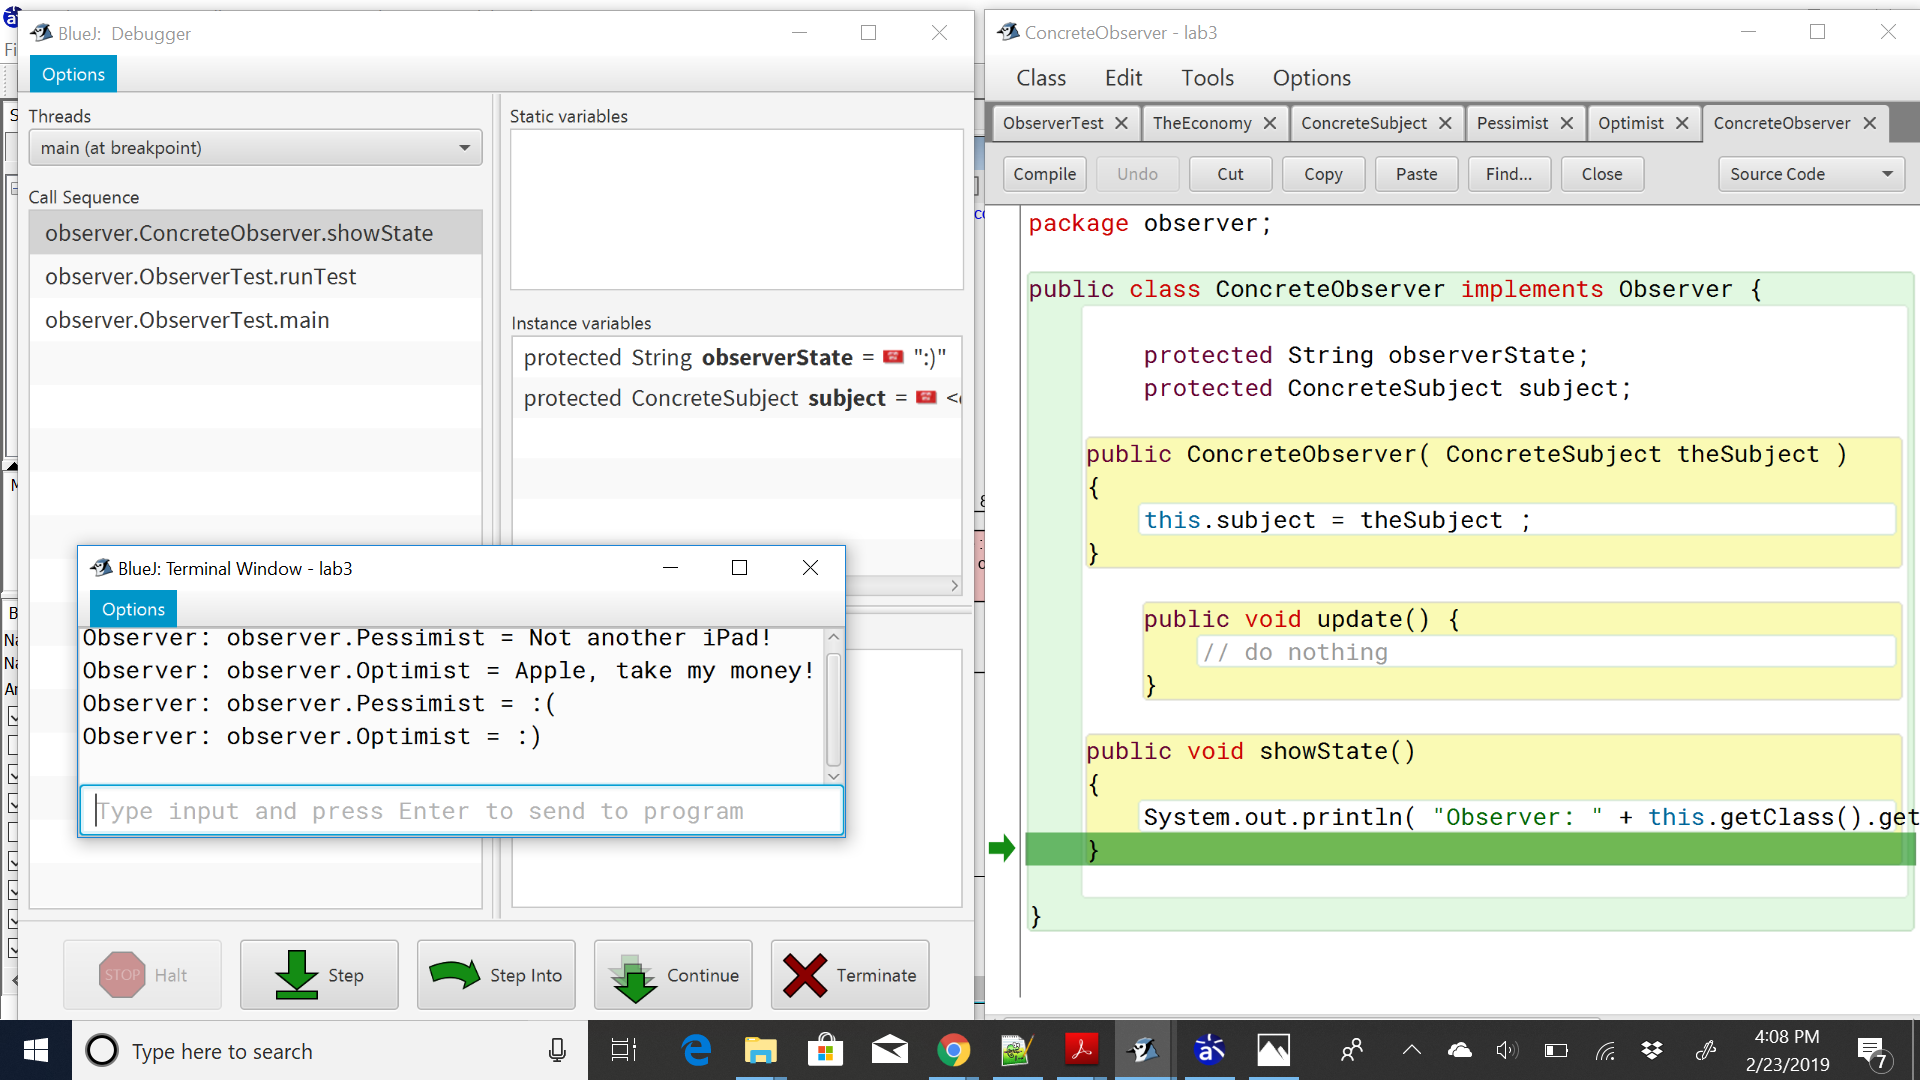 BlueJ: Debugger
Options
Threads
main (at breakpoint)
Call Sequence
observer.ConcreteObserver.showState
observer.ObserverTest.runTest
observer.ObserverTest.main
Static variables
Instance variables
protected String observerState = ":)"
protected ConcreteSubject subject =
BlueJ: Terminal Window - lab3
Options
Observer: observer.Pessimist = Not another iPad!
Observer: observer.Optimist = Apple, take my money!
Observer: observer.Pessimist = :(
Observer: observer.Optimist = :)
Type input and press Enter to send to program
STOP Halt
Step
Step Into
Continue
Terminate
ConcreteObserver - lab3
Class Edit Tools Options
ObserverTest TheEconomy ConcreteSubject Pessimist Optimist ConcreteObserver
Compile Undo Cut Copy Paste Find... Close Source Code
package observer;
public class ConcreteObserver implements Observer {
protected String observerState;
protected ConcreteSubject subject;
public ConcreteObserver( ConcreteSubject theSubject )
{
this.subject = theSubject ;
}
public void update() {
// do nothing
}
public void showState()
{
System.out.println( "Observer: " + this.getClass().get
}
}
Type here to search
4:08 PM
2/23/2019
7